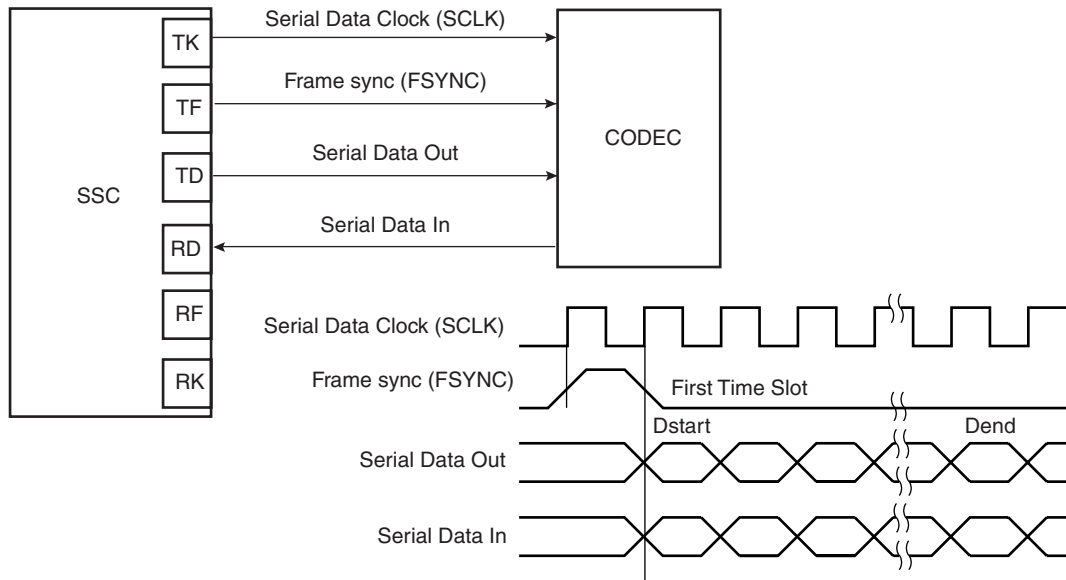 Serial Data Clock (SCLK)
TK
Frame sync (FSYNC)
TF
CODEC
Serial Data Out
TD
SSC
Serial Data In
RD
RF
Serial Data Clock (SCLK)
RK
Frame sync (FSYNC)
First Time Slot
Dstart
Dend
Serial Data Out
Serial Data In